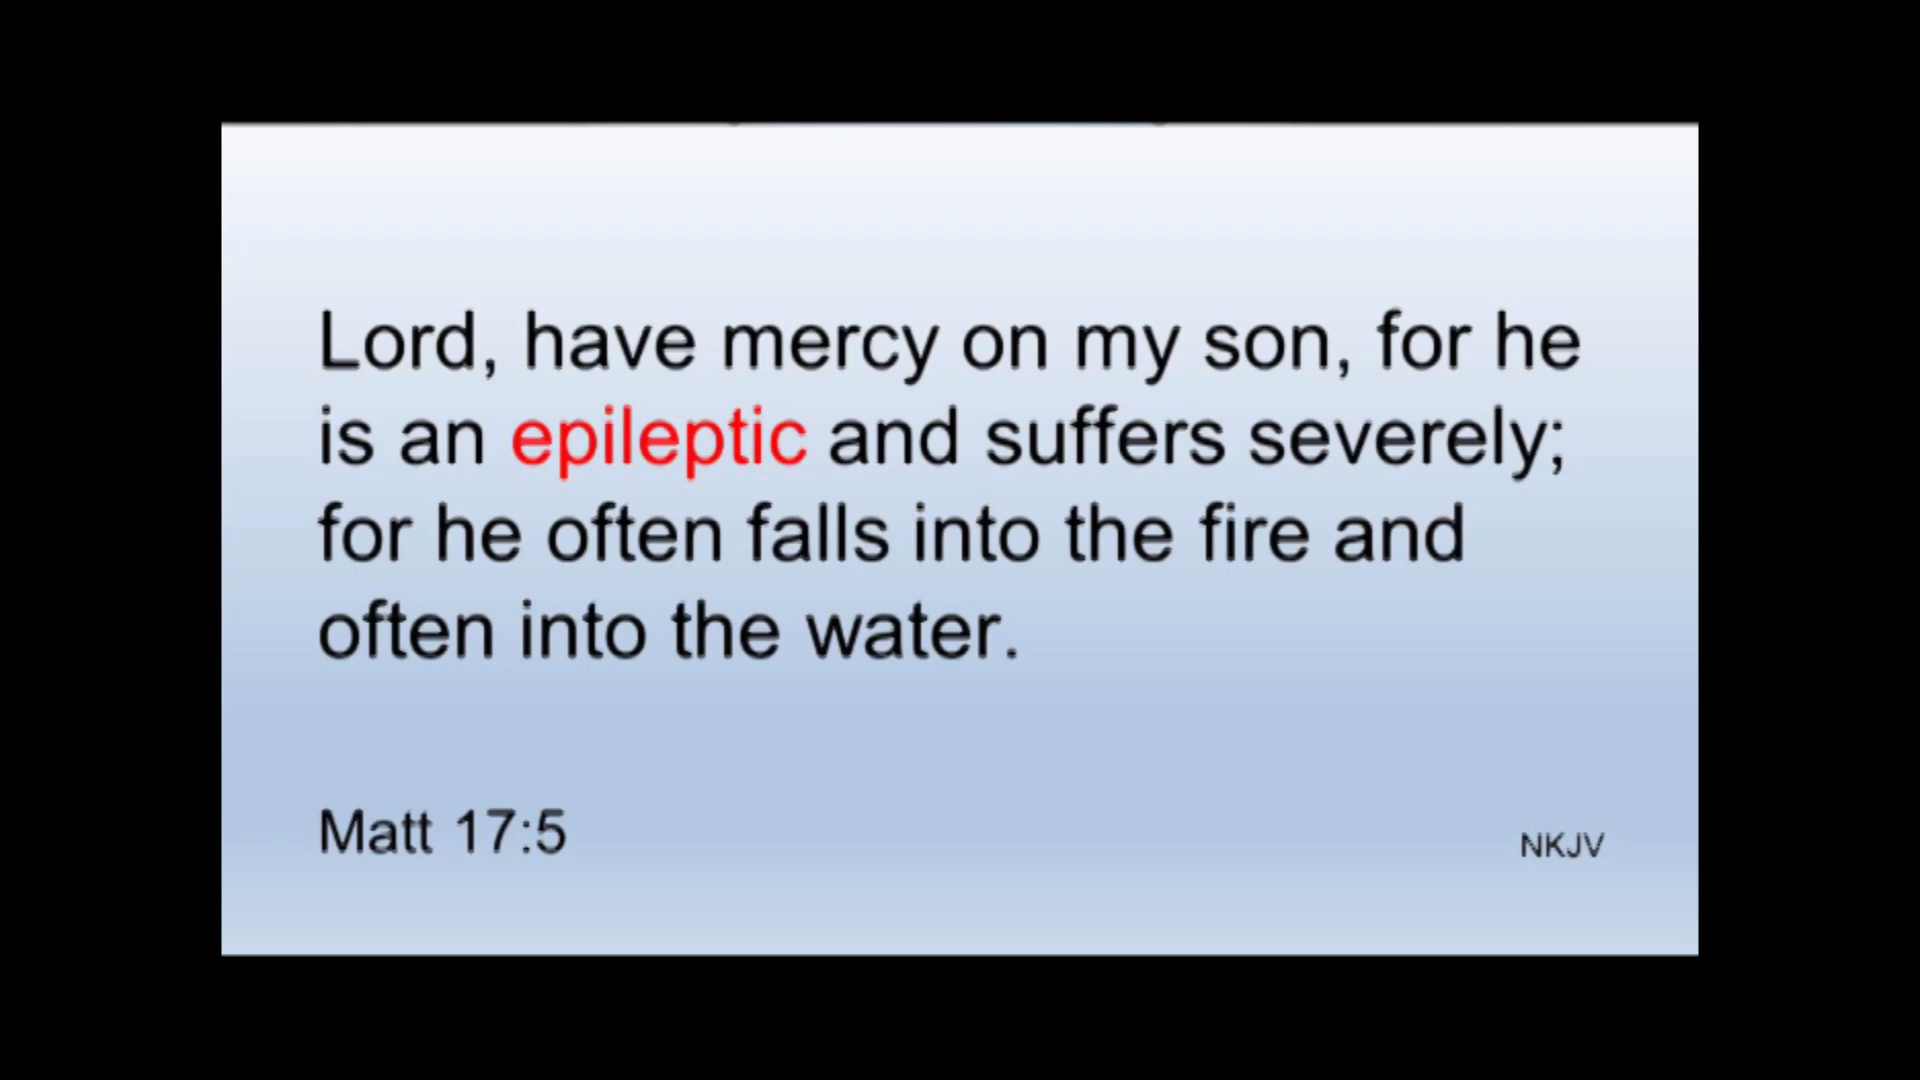 Lord, have mercy on my son, for he
is an epileptic and suffers severely;
for he often falls into the fire and
often into the water.
Matt 17:5
NKJV